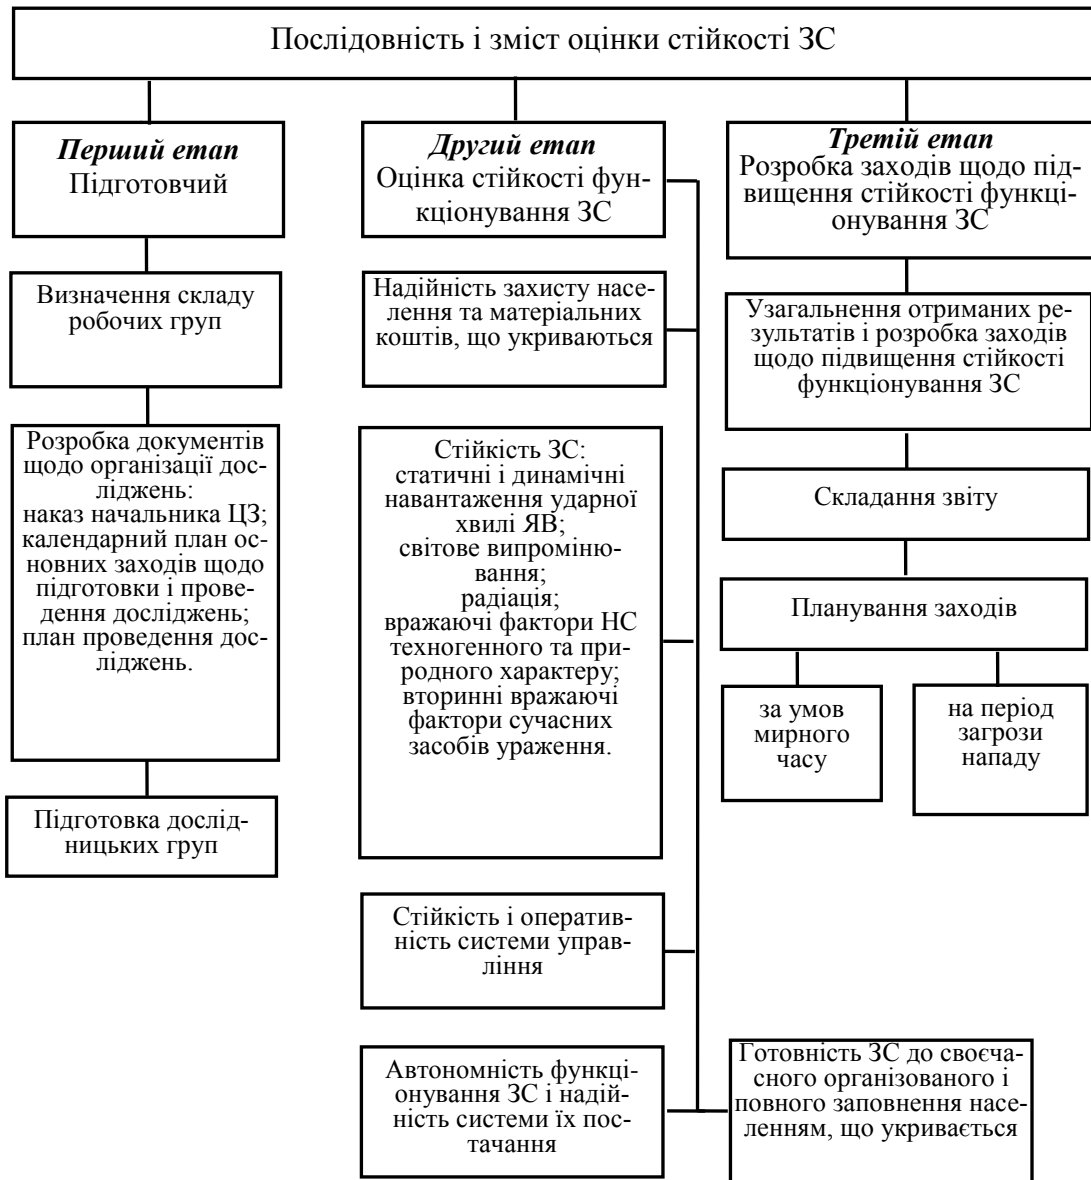 Послідовність і зміст оцінки стійкості ЗС
Перший етап
Підготовчий
Визначення складу
робочих груп
Розробка документів
щодо організації дос-
ліджень:
наказ начальника ЦЗ;
календарний план ос-
новних заходів щодо
підготовки і прове-
дення досліджень;
план проведення дос-
ліджень.
Підготовка дослід-
ницьких груп
Другий етап
Оцінка стійкості фун-
кціонування ЗС
Надійність захисту насе-
лення та матеріальних
коштів, що укриваються
Стійкість ЗС:
статичні і динамічні
навантаження ударної
хвилі ЯВ;
світове випроміню-
вання;
радіація;
вражаючі фактори НС
техногенного та при-
родного характеру;
вторинні вражаючі
фактори сучасних
засобів ураження.
Стійкість і оператив-
ність системи управ-
ління
Автономність функці-
онування ЗС і надій-
ність системи їх пос-
тачання
Готовність ЗС до своєча-
сного організованого і
повного заповнення насе-
ленням, що укривається
Третій етап
Розробка заходів щодо під-
вищення стійкості функці-
онування ЗС
Узагальнення отриманих ре-
зультатів і розробка заходів
щодо підвищення стійкості
функціонування ЗС
Складання звіту
Планування заходів
за умов
мирного
часу
на період
загрози
нападу